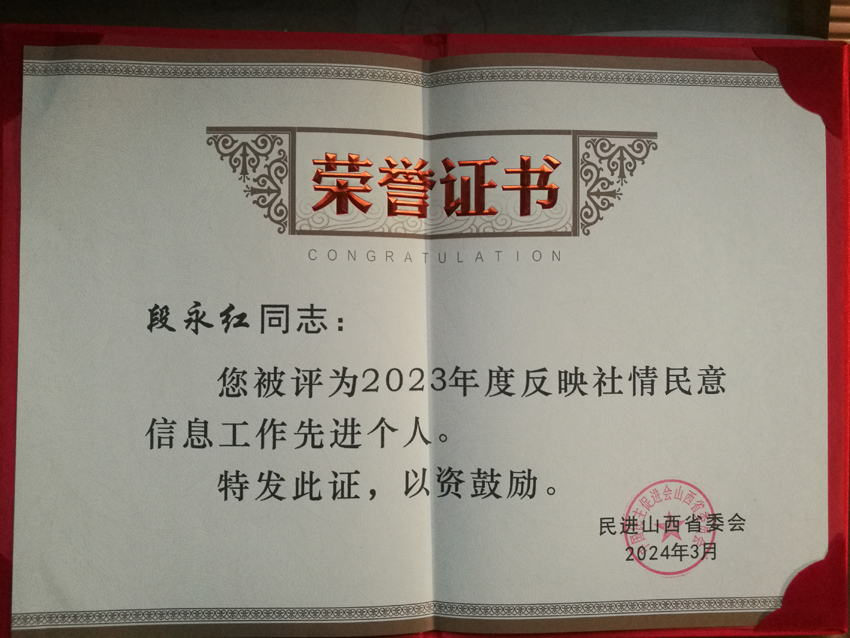 荣誉证书
CONGRATULATION
段永红同志：
您被评为2023年度反映社情民意
信息工作先进个人。
特发此证，以资鼓励。
民进山西省委会
2024年3月